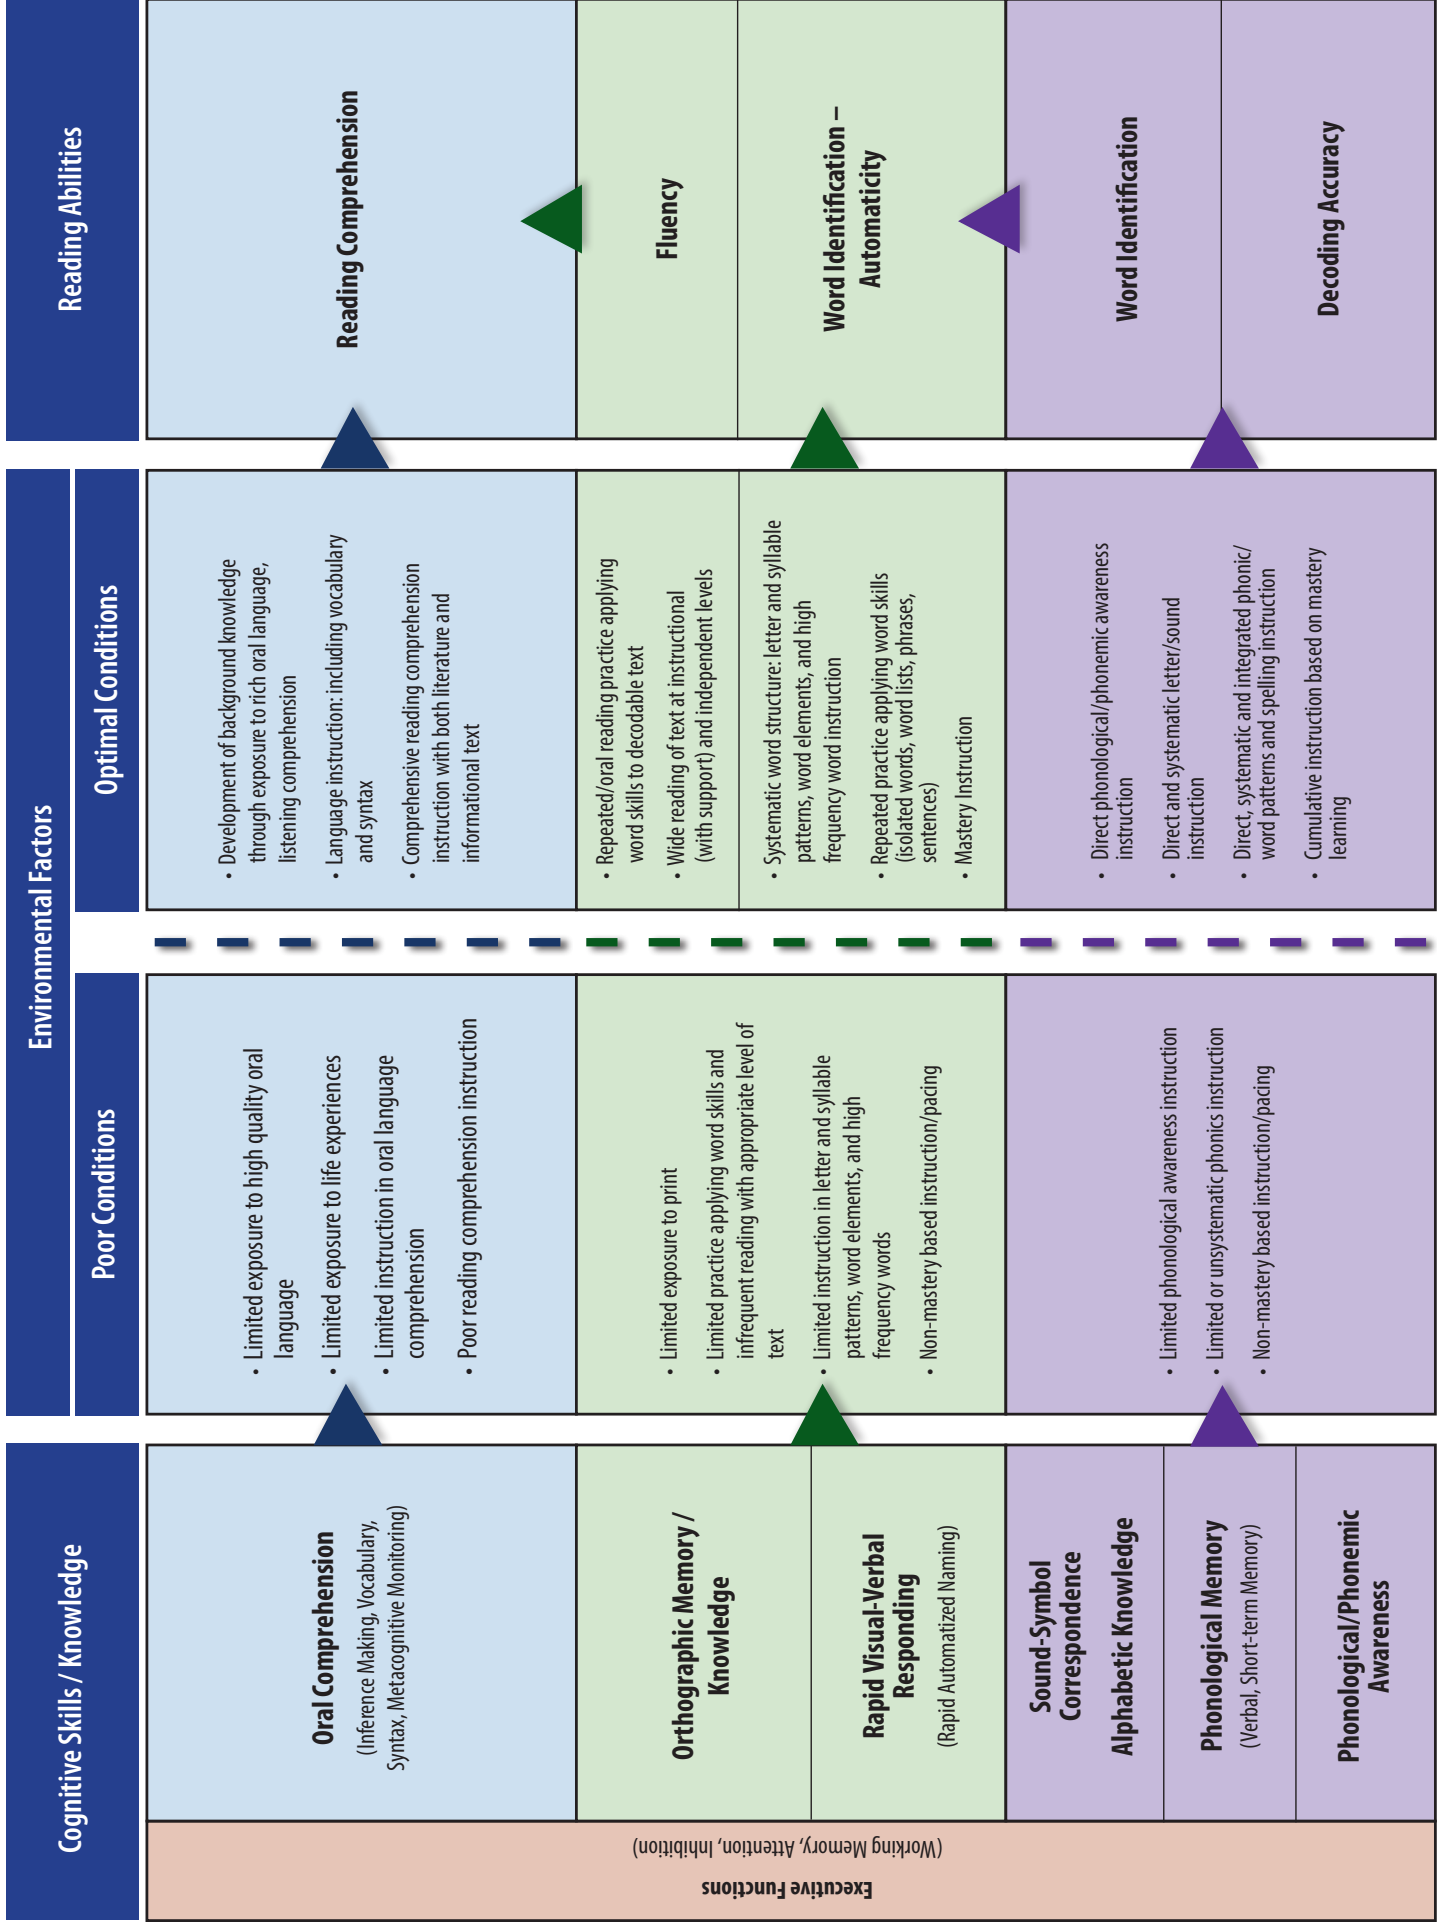 Cognitive Skills / Knowledge
Environmental Factors
Reading Abilities
Poor Conditions
Optimal Conditions
Executive Functions
(Working Memory, Attention, Inhibition)
Oral Comprehension
(Inference Making, Vocabulary,
Syntax, Metacognitive Monitoring)
• Limited exposure to high quality oral
language
• Limited exposure to life experiences
• Limited instruction in oral language
comprehension
• Poor reading comprehension instruction
• Development of background knowledge
through exposure to rich oral language,
listening comprehension
• Language instruction: including vocabulary
and syntax
• Comprehensive reading comprehension
instruction with both literature and
informational text
Reading Comprehension
Orthographic Memory /
Knowledge
Rapid Visual-Verbal
Responding
(Rapid Automatized Naming)
• Limited exposure to print
• Limited practice applying word skills and
infrequent reading with appropriate level of
text
• Limited instruction in letter and syllable
patterns, word elements, and high
frequency words
• Non-mastery based instruction/pacing
• Repeated/oral reading practice applying
word skills to decodable text
• Wide reading of text at instructional
(with support) and independent levels
• Systematic word structure: letter and syllable
patterns, word elements, and high
frequency word instruction
• Repeated practice applying word skills
(isolated words, word lists, phrases,
sentences)
• Mastery Instruction
Fluency
Word Identification –
Automaticity
Sound-Symbol
Correspondence
Alphabetic Knowledge
Phonological Memory
(Verbal, Short-term Memory)
Phonological/Phonemic
Awareness
• Limited phonological awareness instruction
• Limited or unsystematic phonics instruction
• Non-mastery based instruction/pacing
• Direct phonological/phonemic awareness
instruction
• Direct and systematic letter/sound
instruction
• Direct, systematic and integrated phonic/
word patterns and spelling instruction
• Cumulative instruction based on mastery
learning
Word Identification
Decoding Accuracy